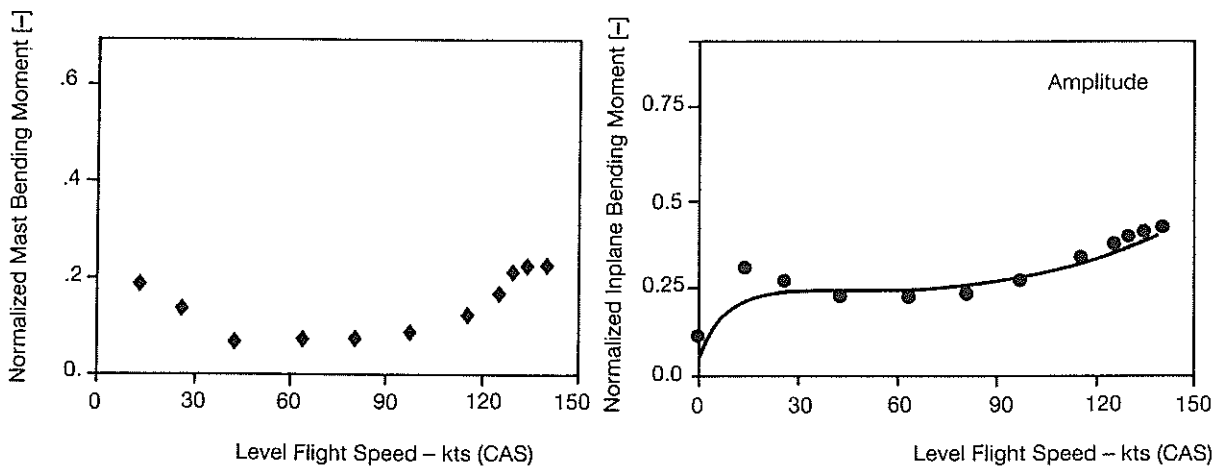 Normalized Mast Bending Moment [–]
.6
.4
.2
0.
0 30 60 90 120 150
Level Flight Speed – kts (CAS)
Normalized Inplane Bending Moment [–]
Amplitude
0.75
0.5
0.25
0.0
0 30 60 90 120 150
Level Flight Speed – kts (CAS)